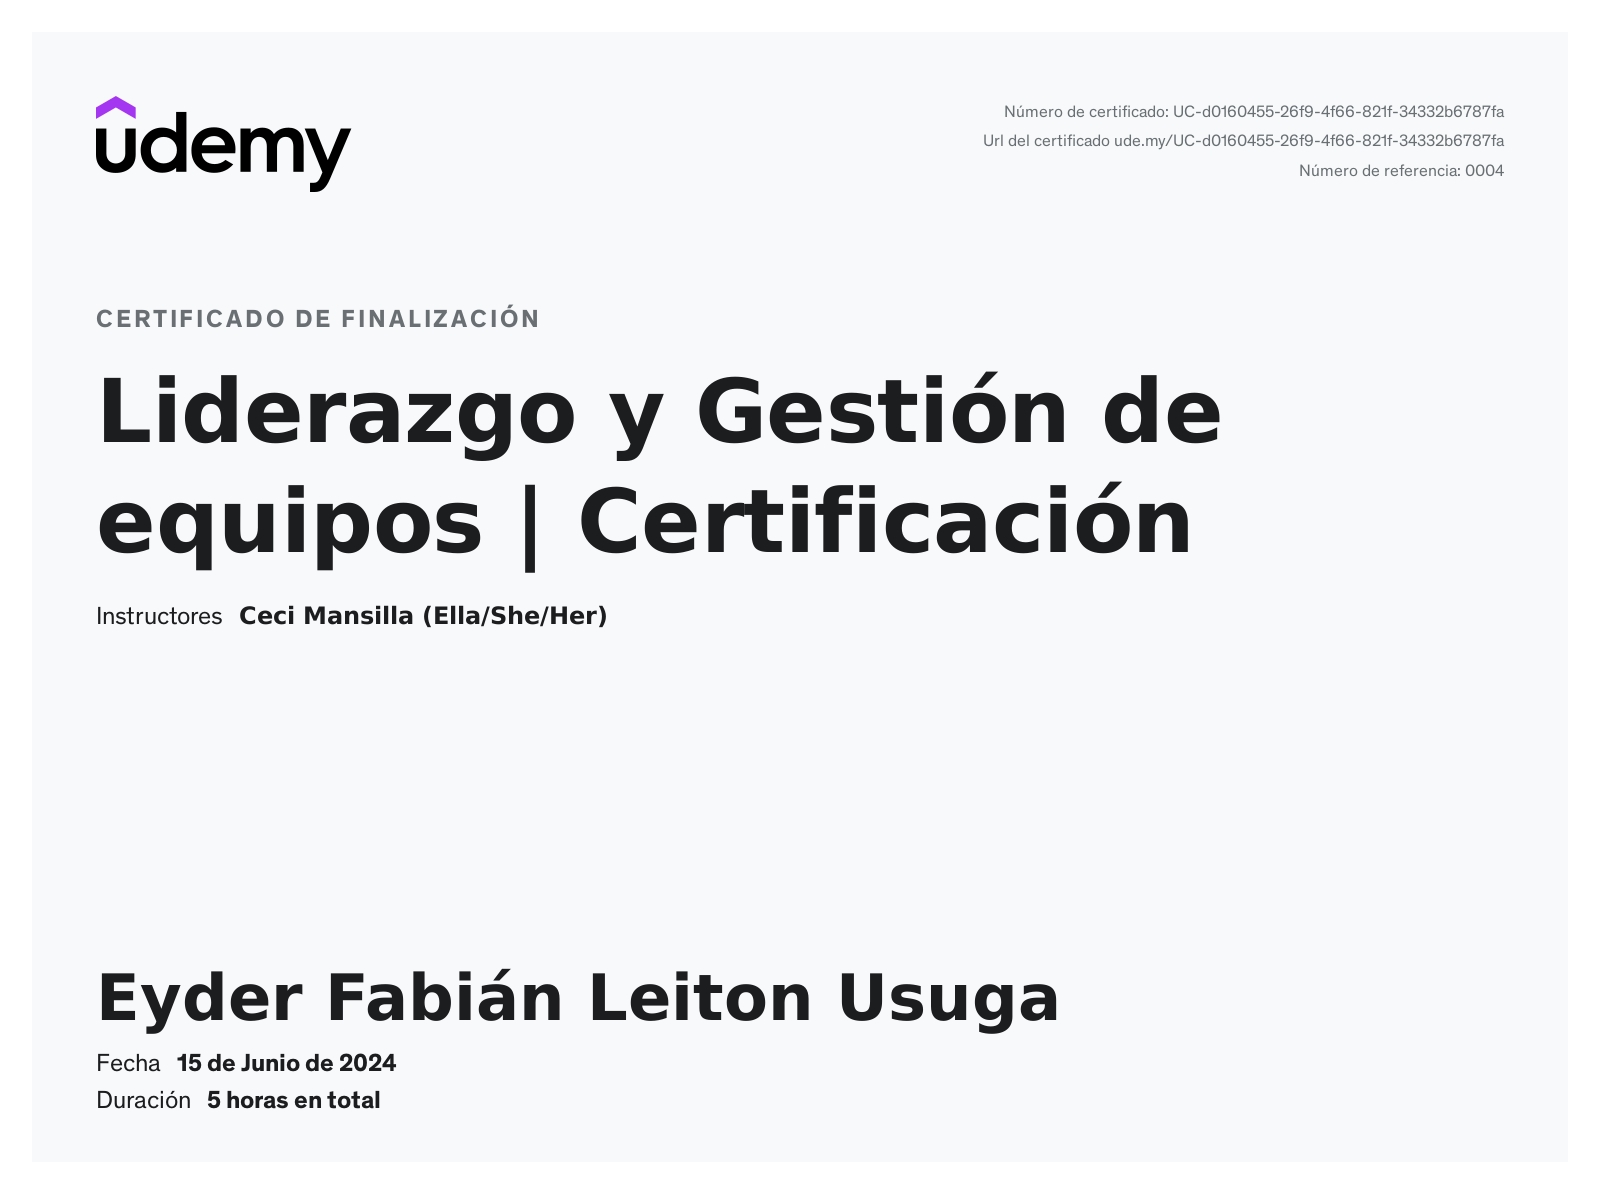 udemy
Número de certificado: UC-d0160455-26f9-4f66-821f-34332b6787fa
Url del certificado ude.my/UC-d0160455-26f9-4f66-821f-34332b6787fa
Número de referencia: 0004
CERTIFICADO DE FINALIZACIÓN
Liderazgo y Gestión de
equipos | Certificación
Instructores Ceci Mansilla (Ella/She/Her)
Eyder Fabián Leiton Usuga
Fecha 15 de Junio de 2024
Duración 5 horas en total